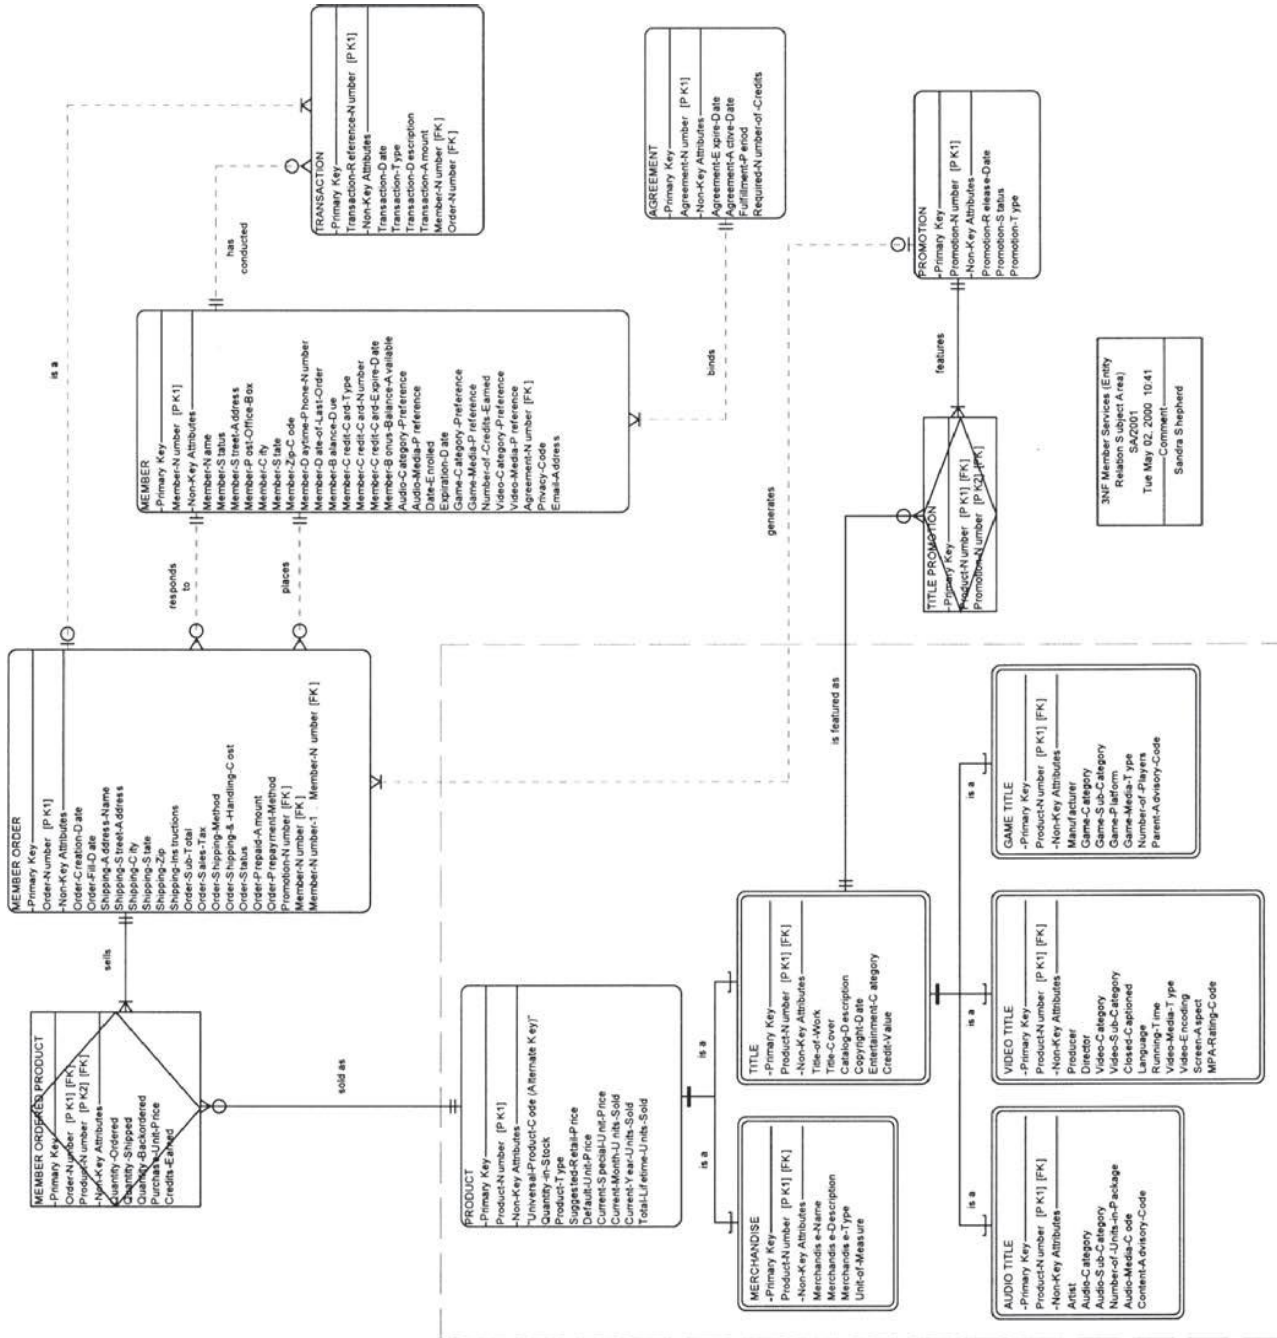 TRANSACTION
-Primary Key
Transaction-Reference-Number [PK1]
-Non-Key Attributes
Transaction-Date
Transaction-Type
Transaction-Description
Transaction-Amount
Member-Number [FK]
Order-Number [FK]
AGREEMENT
-Primary Key
Agreement-Number [PK1]
-Non-Key Attributes
Agreement-Expire-Date
Agreement-Active-Date
Fulfillment-Period
Required-Number-of-Credits
PROMOTION
-Primary Key
Promotion-Number [PK1]
-Non-Key Attributes
Promotion-Release-Date
Promotion-Status
Promotion-Type
is a
has
conducted
MEMBER
-Primary Key
Member-Number [PK1]
-Non-Key Attributes
Member-Name
Member-Status
Member-Street-Address
Member-Post-Office-Box
Member-City
Member-State
Member-Zip-Code
Member-Daytime-Phone-Number
Member-Date-of-Last-Order
Member-Balance-Due
Member-Credit-Card-Type
Member-Credit-Card-Number
Member-Credit-Card-Expire-Date
Member-Bonus-Balance-Available
Audio-Category-Preference
Audio-Media-Preference
Date-Enrolled
Expiration-Date
Game-Category-Preference
Game-Media-Preference
Number-of-Credits-Earned
Video-Category-Preference
Video-Media-Preference
Agreement-Number [FK]
Privacy-Code
Email-Address
binds
features
generates
responds
to
places
TITLE PROMOTION
-Primary Key
Product-Number [PK1] [FK]
Promotion-Number [PK2] [FK]
3NF Member Services (Entity
Relation Subject Area)
SA/2001
Tue May 02, 2000 10:41
Comment
Sandra Shepherd
MEMBER ORDER
-Primary Key
Order-Number [PK1]
-Non-Key Attributes
Order-Creation-Date
Order-Fill-Date
Shipping-Address-Name
Shipping-Street-Address
Shipping-City
Shipping-State
Shipping-Zip
Shipping-Instructions
Order-Sub-Total
Order-Sales-Tax
Order-Shipping-Method
Order-Shipping-&-Handling-Cost
Order-Status
Order-Prepaid-Amount
Order-Prepayment-Method
Promotion-Number [FK]
Member-Number [FK]
Member-Number-1 . Member-Number [FK]
is featured as
sells
sold as
MEMBER ORDERED PRODUCT
-Primary Key
Order-Number [PK1] [FK]
Product-Number [PK2] [FK]
-Non-Key Attributes
Quantity-Ordered
Quantity-Shipped
Quantity-Backordered
Purchase-Unit-Price
Credits-Earned
PRODUCT
-Primary Key
Product-Number [PK1]
-Non-Key Attributes
"Universal-Product-Code (Alternate Key)"
Quantity-in-Stock
Product-Type
Suggested-Retail-Price
Default-Unit-Price
Current-Special-Unit-Price
Current-Month-Units-Sold
Current-Year-Units-Sold
Total-Lifetime-Units-Sold
is a
is a
TITLE
-Primary Key
Product-Number [PK1] [FK]
-Non-Key Attributes
Title-of-Work
Title-Cover
Catalog-Description
Copyright-Date
Entertainment-Category
Credit-Value
MERCHANDISE
-Primary Key
Product-Number [PK1] [FK]
-Non-Key Attributes
Merchandise-Name
Merchandise-Description
Merchandise-Type
Unit-of-Measure
is a
is a
is a
GAME TITLE
-Primary Key
Product-Number [PK1] [FK]
-Non-Key Attributes
Manufacturer
Game-Category
Game-Sub-Category
Game-Platform
Game-Media-Type
Number-of-Players
Parent-Advisory-Code
VIDEO TITLE
-Primary Key
Product-Number [PK1] [FK]
-Non-Key Attributes
Producer
Director
Video-Category
Video-Sub-Category
Closed-Captioned
Language
Running-Time
Video-Media-Type
Video-Encoding
Screen-Aspect
MPA-Rating-Code
AUDIO TITLE
-Primary Key
Product-Number [PK1] [FK]
-Non-Key Attributes
Artist
Audio-Category
Audio-Sub-Category
Number-of-Units-in-Package
Audio-Media-Code
Content-Advisory-Code